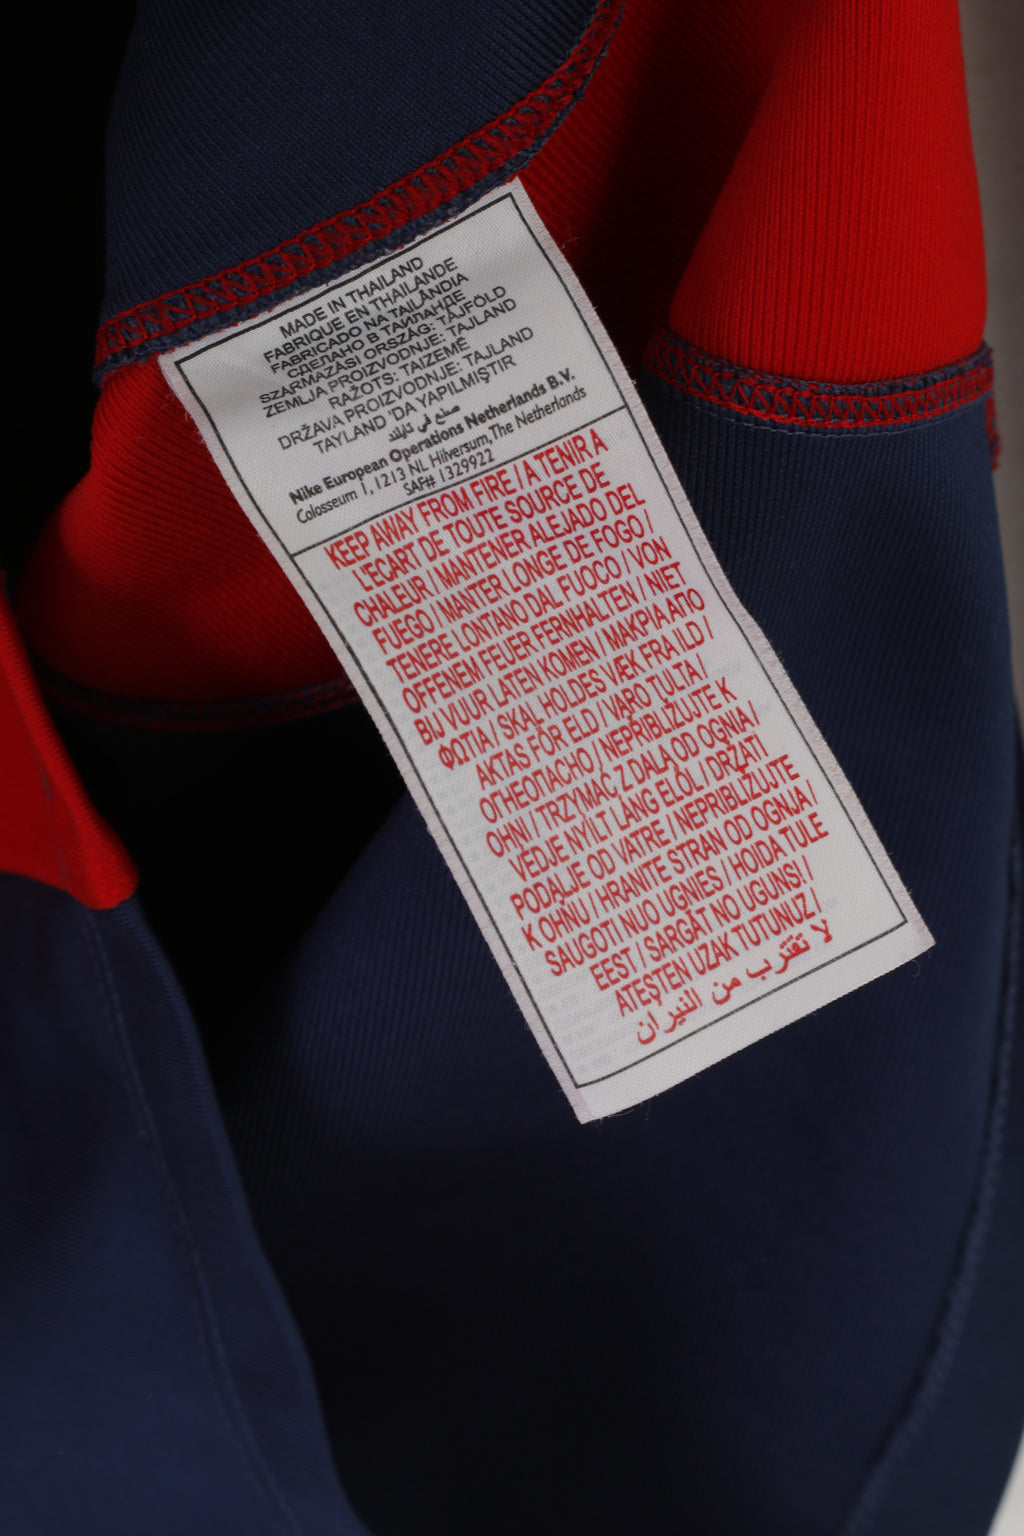 MADE IN THAILAND
FABRIQUE EN THAILANDE
FABRICADO NA TAILÂNDIA
СДЕЛАНО В ТАИЛАНДЕ
SZARMAZÁSI ORSZÁG: TÁJFÖLD
ZEMLJA PROIZVODNJE: TAJLAND
RAŽOTS: TAIZEMĒ
DRŽAVA PROIZVODNJE: TAJLAND
TAYLAND 'DA YAPILMIŞTIR
صنع في تايلند
Nike European Operations Netherlands B.V.
Colosseum 1, 1213 NL Hilversum, The Netherlands
SAF# 1329922
KEEP AWAY FROM FIRE / A TENIR A
L'ECART DE TOUTE SOURCE DE
CHALEUR / MANTENER ALEJADO DEL
FUEGO / MANTER LONGE DE FOGO /
TENERE LONTANO DAL FUOCO / VON
OFFENEM FEUER FERNHALTEN / NIET
BIJ VUUR LATEN KOMEN / ΜΑΚΡΙΑ ΑΠΟ
ΦΩΤΙΑ / SKAL HOLDES VÆK FRA ILD /
AKTAS FÖR ELD / VARO TULTA /
ОГНЕОПАСНО / NEPŘIBLIŽUJTE K
OHNI / TRZYMAĆ Z DALA OD OGNIA /
VEDJE NYÍLT LÁNG ELŐL / DRŽATI
PODALJE OD VATRE / NEPRIBLIŽUJTE
K OHŇU / HRANITE STRAN OD OGNJA /
SAUGOTI NUO UGNIES / HOIDA TULE
EEST / SARGĀT NO UGUNS! /
ATEŞTEN UZAK TUTUNUZ /
لا تقترب من النيران